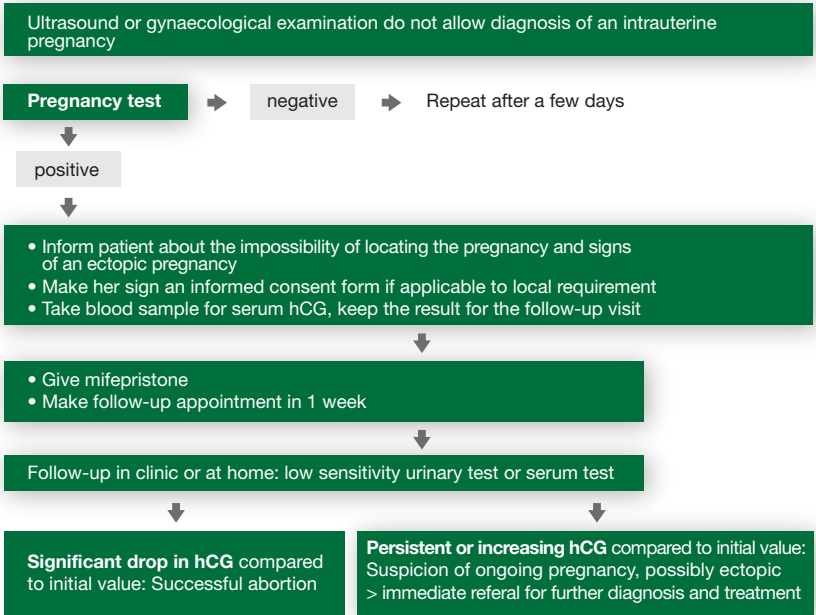 Ultrasound or gynaecological examination do not allow diagnosis of an intrauterine
pregnancy
Pregnancy test
negative
Repeat after a few days
positive
• Inform patient about the impossibility of locating the pregnancy and signs
of an ectopic pregnancy
• Make her sign an informed consent form if applicable to local requirement
• Take blood sample for serum hCG, keep the result for the follow-up visit
• Give mifepristone
• Make follow-up appointment in 1 week
Follow-up in clinic or at home: low sensitivity urinary test or serum test
Significant drop in hCG compared
to initial value: Successful abortion
Persistent or increasing hCG compared to initial value:
Suspicion of ongoing pregnancy, possibly ectopic
> immediate referal for further diagnosis and treatment